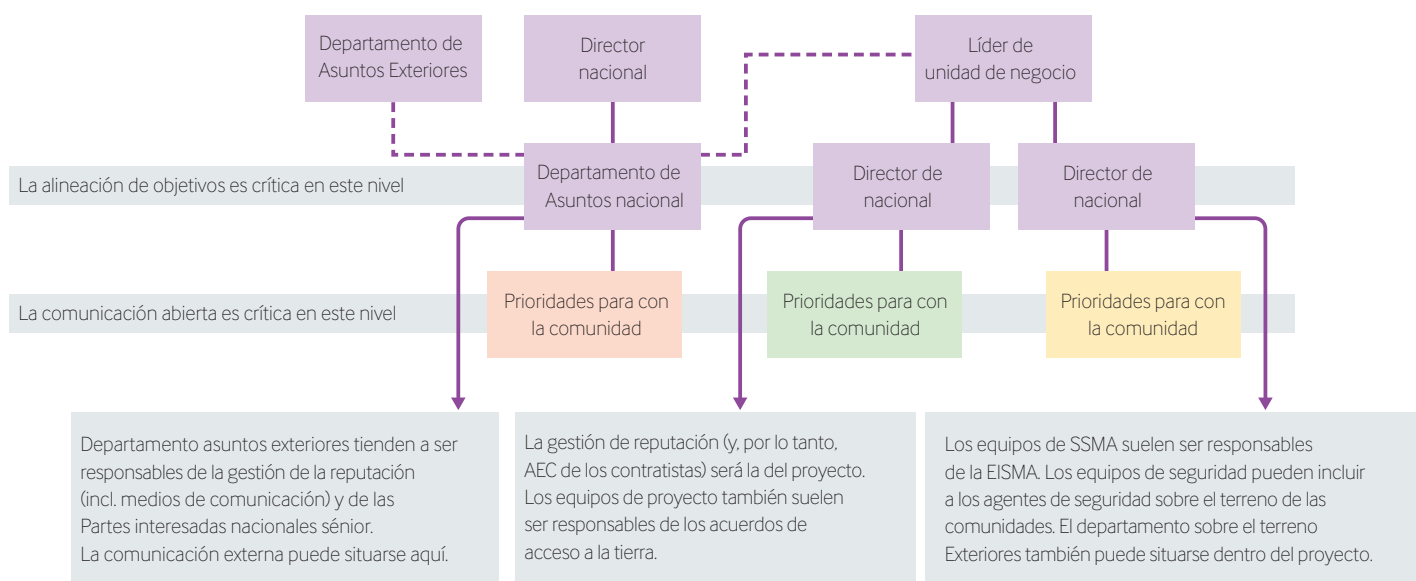 Departamento de
Asuntos Exteriores
Director
nacional
Líder de
unidad de negocio
La alineación de objetivos es crítica en este nivel
Departamento de
Asuntos nacional
Director de
nacional
Director de
nacional
La comunicación abierta es crítica en este nivel
Prioridades para con
la comunidad
Prioridades para con
la comunidad
Prioridades para con
la comunidad
Departamento asuntos exteriores tienden a ser
responsables de la gestión de la reputación
(incl. medios de comunicación) y de las
Partes interesadas nacionales sénior.
La comunicación externa puede situarse aquí.
La gestión de reputación (y, por lo tanto,
AEC de los contratistas) será la del proyecto.
Los equipos de proyecto también suelen
ser responsables de los acuerdos de
acceso a la tierra.
Los equipos de SSMA suelen ser responsables
de la EISMA. Los equipos de seguridad pueden incluir
a los agentes de seguridad sobre el terreno de las
comunidades. El departamento sobre el terreno
Exteriores también puede situarse dentro del proyecto.